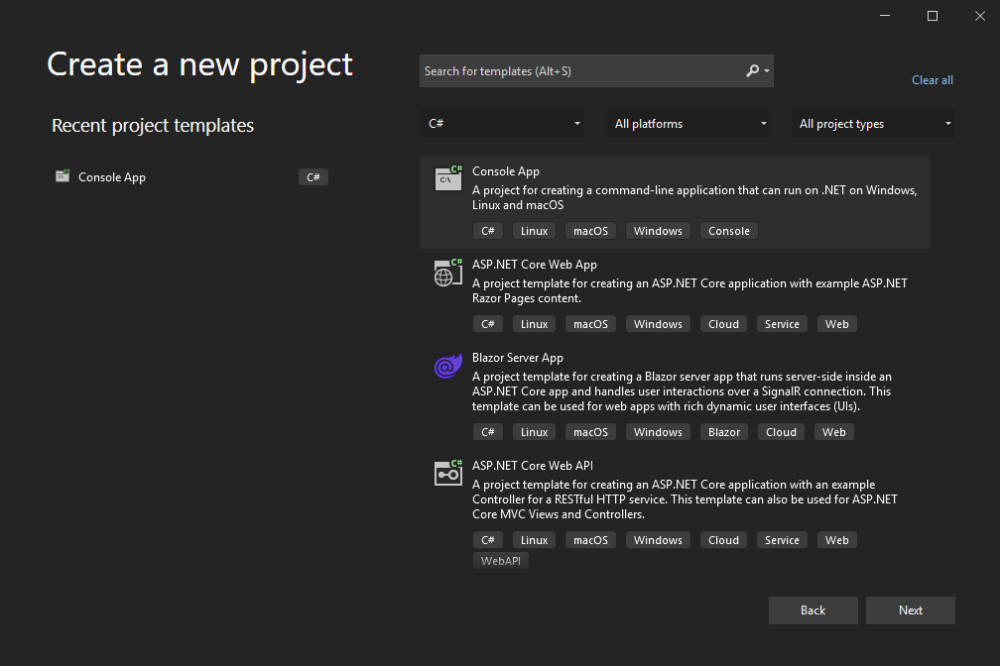 Create a new project
Search for templates (Alt+S)
Clear all
Recent project templates
C#
All platforms
All project types
Console App
C#
C#
C:\
Console App
A project for creating a command-line application that can run on .NET on Windows,
Linux and macOS
C# Linux macOS Windows Console
C#
ASP.NET Core Web App
A project template for creating an ASP.NET Core application with example ASP.NET
Razor Pages content.
C# Linux macOS Windows Cloud Service Web
@
Blazor Server App
A project template for creating a Blazor server app that runs server-side inside an
ASP.NET Core app and handles user interactions over a SignalR connection. This
template can be used for web apps with rich dynamic user interfaces (UIs).
C# Linux macOS Windows Blazor Cloud Web
C#
ASP.NET Core Web API
A project template for creating an ASP.NET Core application with an example
Controller for a RESTful HTTP service. This template can also be used for ASP.NET
Core MVC Views and Controllers.
C# Linux macOS Windows Cloud Service Web
WebAPI
Back
Next